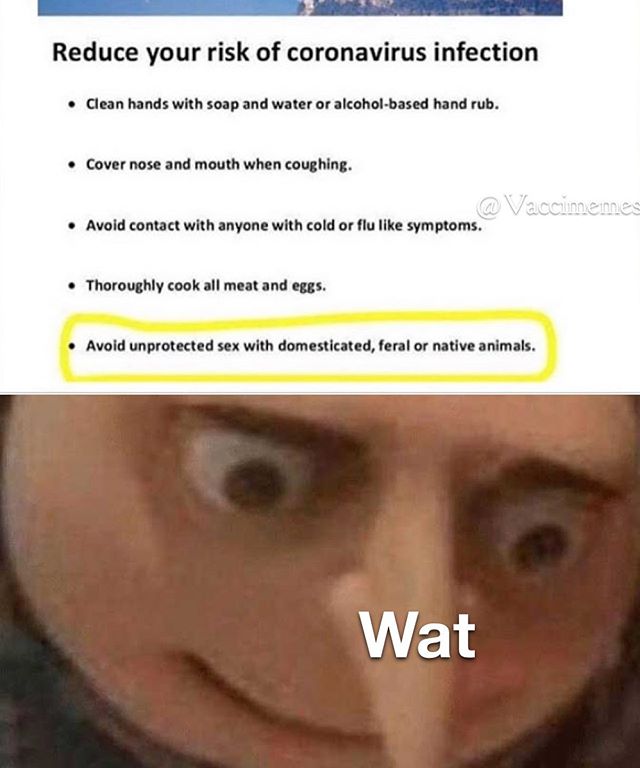 Reduce your risk of coronavirus infection
• Clean hands with soap and water or alcohol-based hand rub.
• Cover nose and mouth when coughing.
@Vaccimemes
• Avoid contact with anyone with cold or flu like symptoms.
• Thoroughly cook all meat and eggs.
• Avoid unprotected sex with domesticated, feral or native animals.
Wat